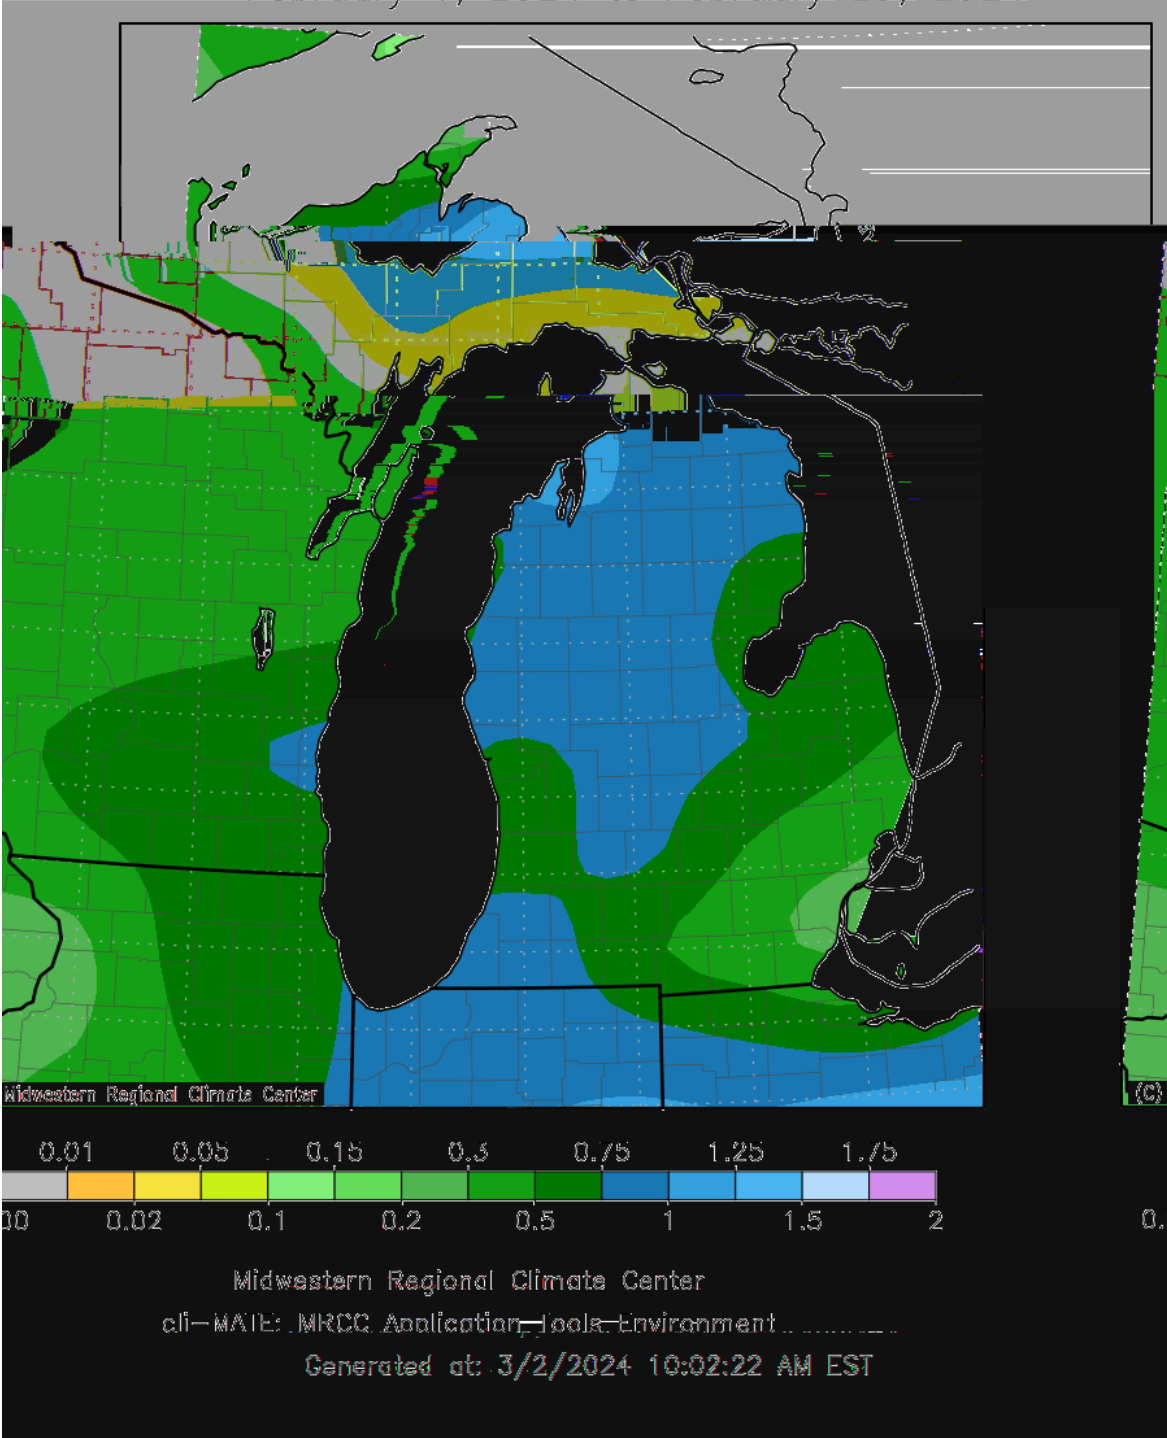 Midwestern Regional Climate Center
(C)
0.01 0.05 0.15 0.3 0.75 1.25 1.75
00 0.02 0.1 0.2 0.5 1 1.5 2 0.
Midwestern Regional Climate Center
cli-MATE: MRCC Application Tools Environment
Generated at: 3/2/2024 10:02:22 AM EST